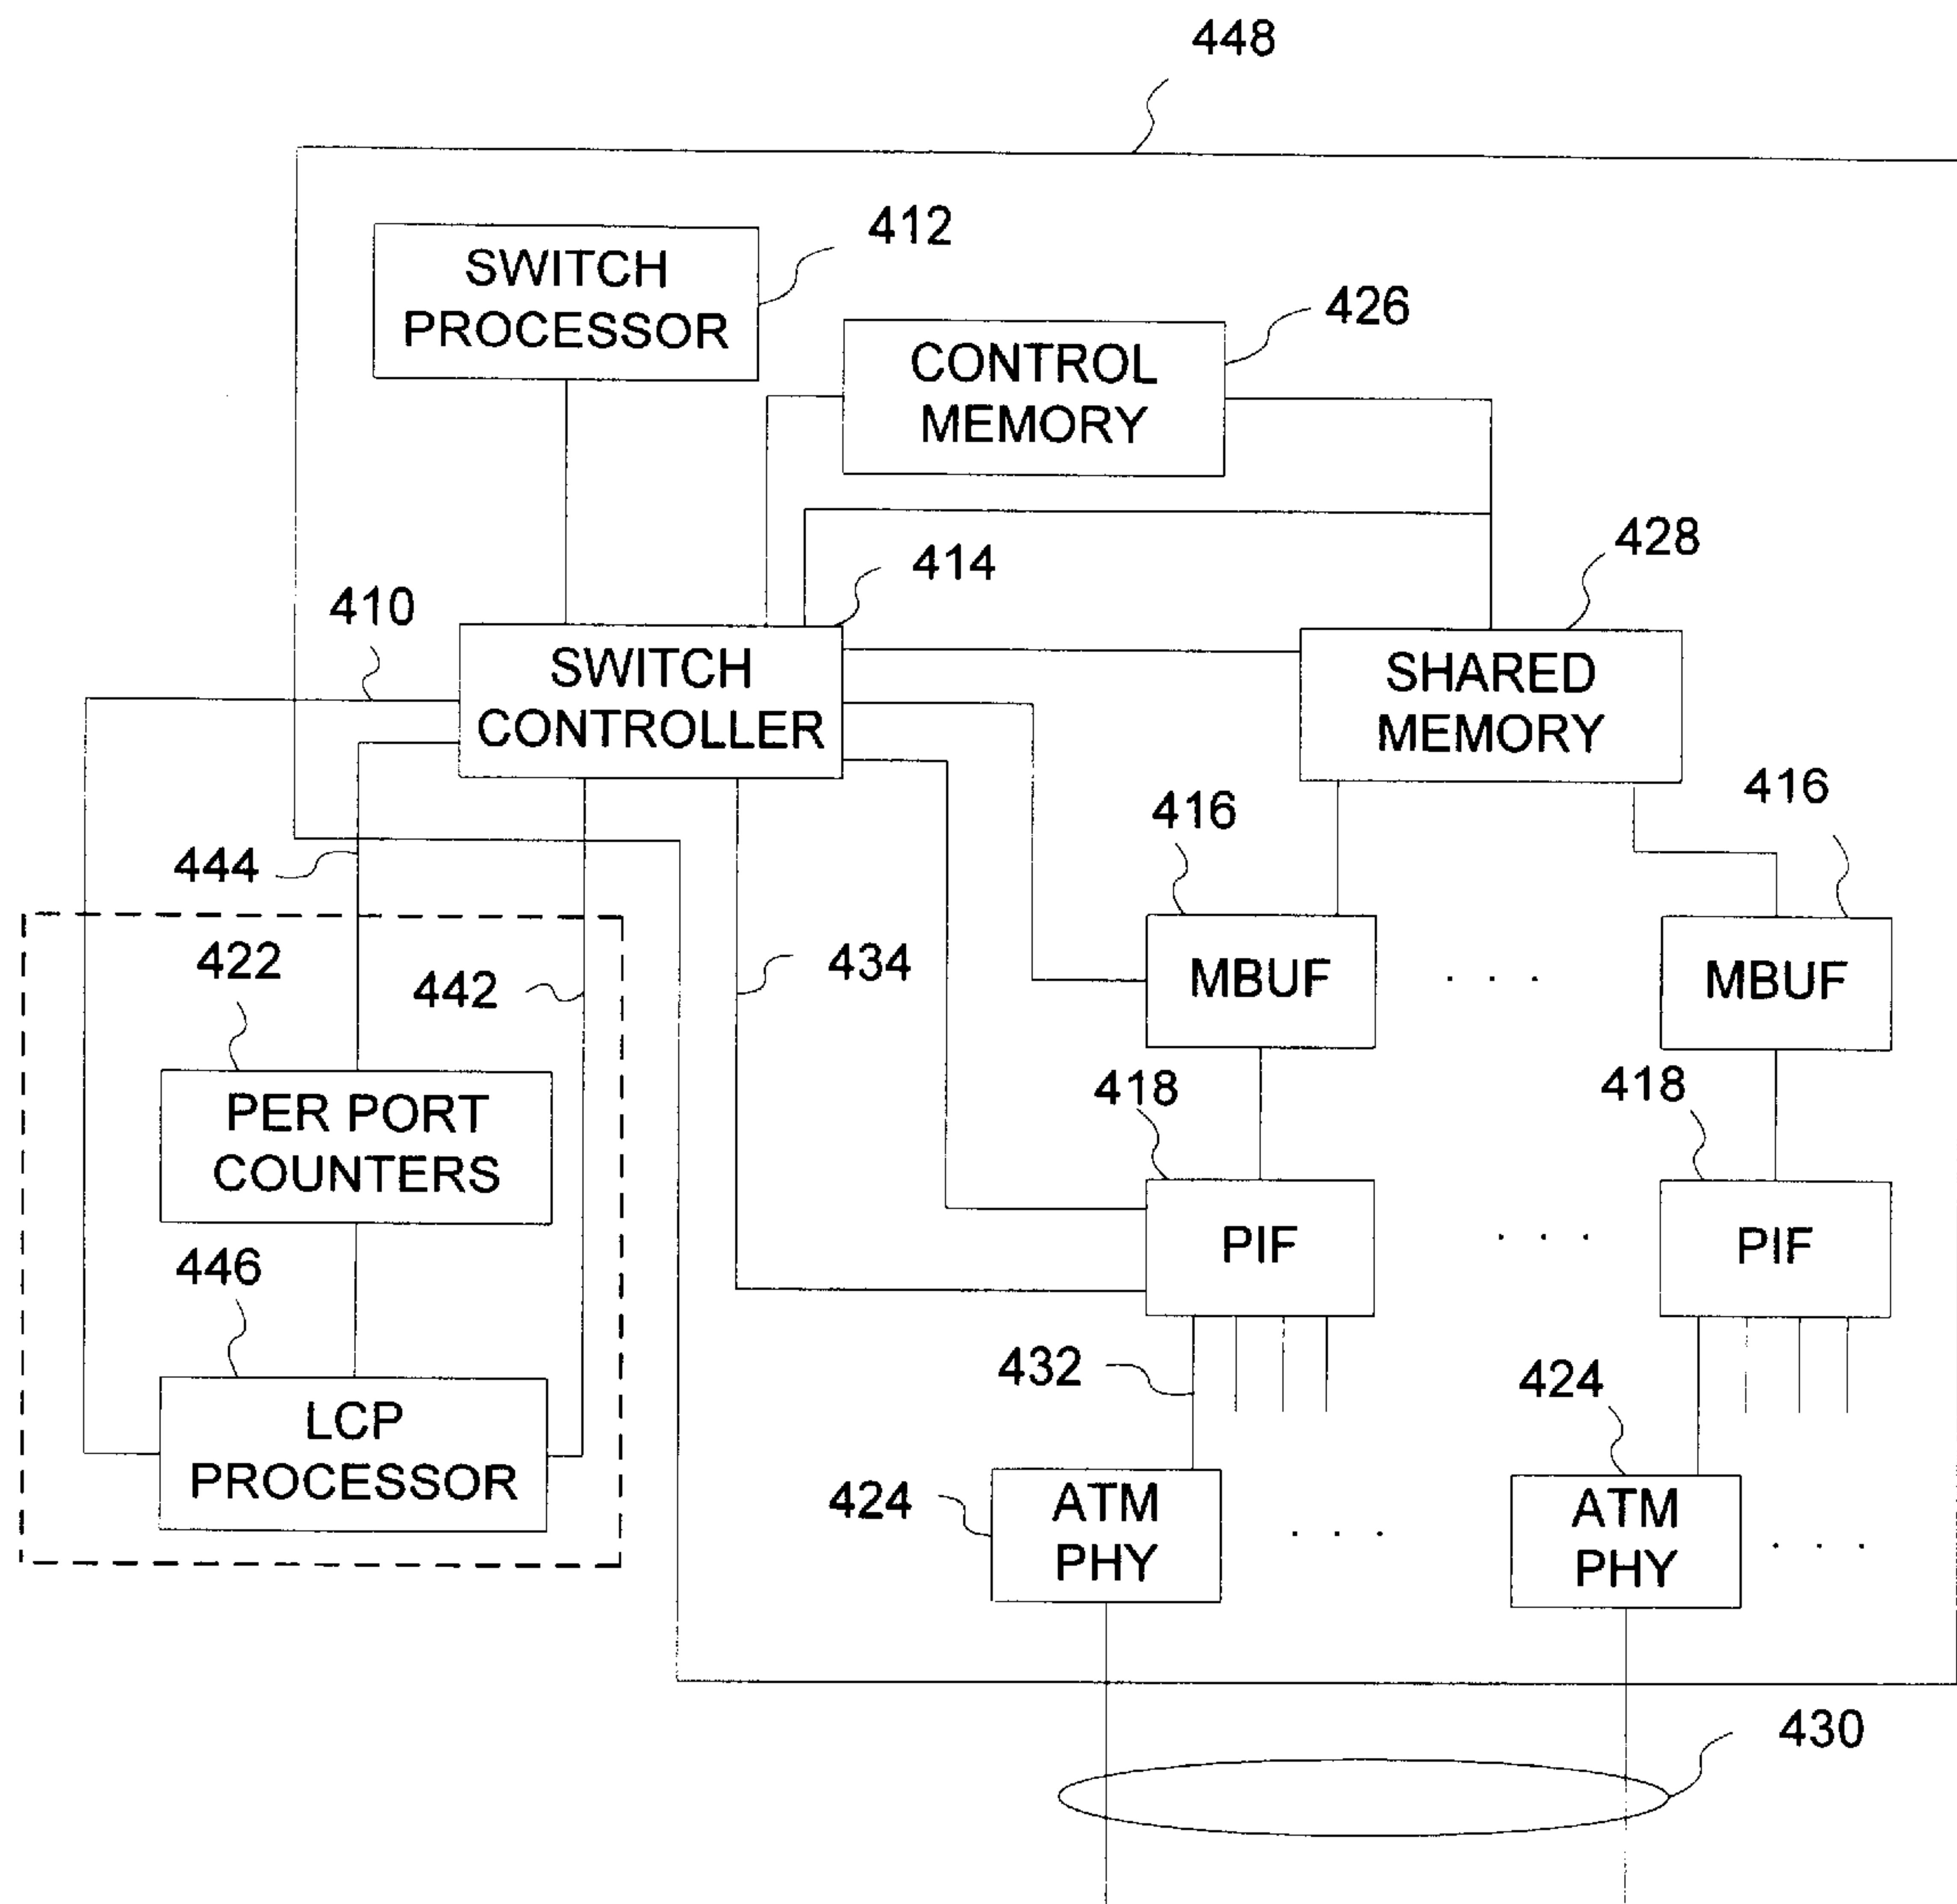 448
412
SWITCH
PROCESSOR
426
CONTROL
MEMORY
428
414
410
SWITCH
CONTROLLER
SHARED
MEMORY
416
416
444
422
442
434
MBUF
. . .
MBUF
PER PORT
COUNTERS
418
418
446
PIF
. . .
PIF
LCP
PROCESSOR
432
424
424
ATM
PHY
. . .
ATM
PHY
. . .
430